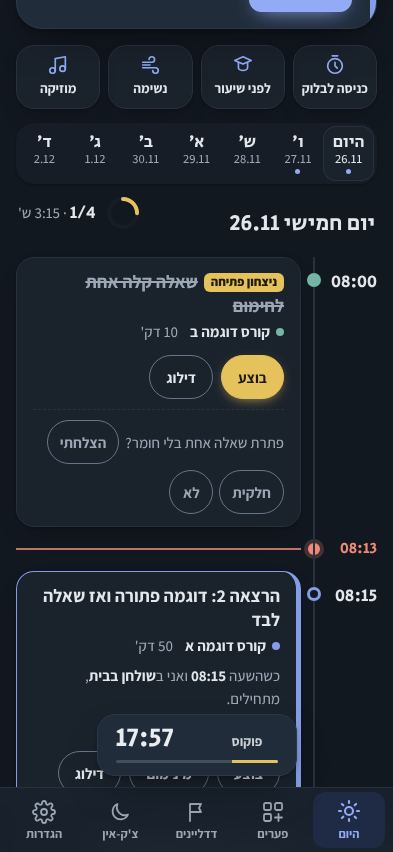 כניסה לבלוק
לפני שיעור
נשימה
מוזיקה
היום
ו׳
ש׳
א׳
ב׳
ג׳
ד׳
26.11
27.11
28.11
29.11
30.11
1.12
2.12
יום חמישי 26.11
1/4 · 3:15 ש'
08:00
ניצחון פתיחה שאלה קלה אחת
לחימום
קורס דוגמה ב 10 דק'
בוצע
דילוג
פתרת שאלה אחת בלי חומר?
הצלחתי
חלקית
לא
08:13
08:15
הרצאה 2: דוגמה פתורה ואז שאלה
לבד
קורס דוגמה א 50 דק'
כשהשעה 08:15 ואני בשולחן בבית,
מתחילים.
פוקוס
17:57
בוצע
מינימום
דילוג
היום
פערים
דדליינים
צ'ק-אין
הגדרות